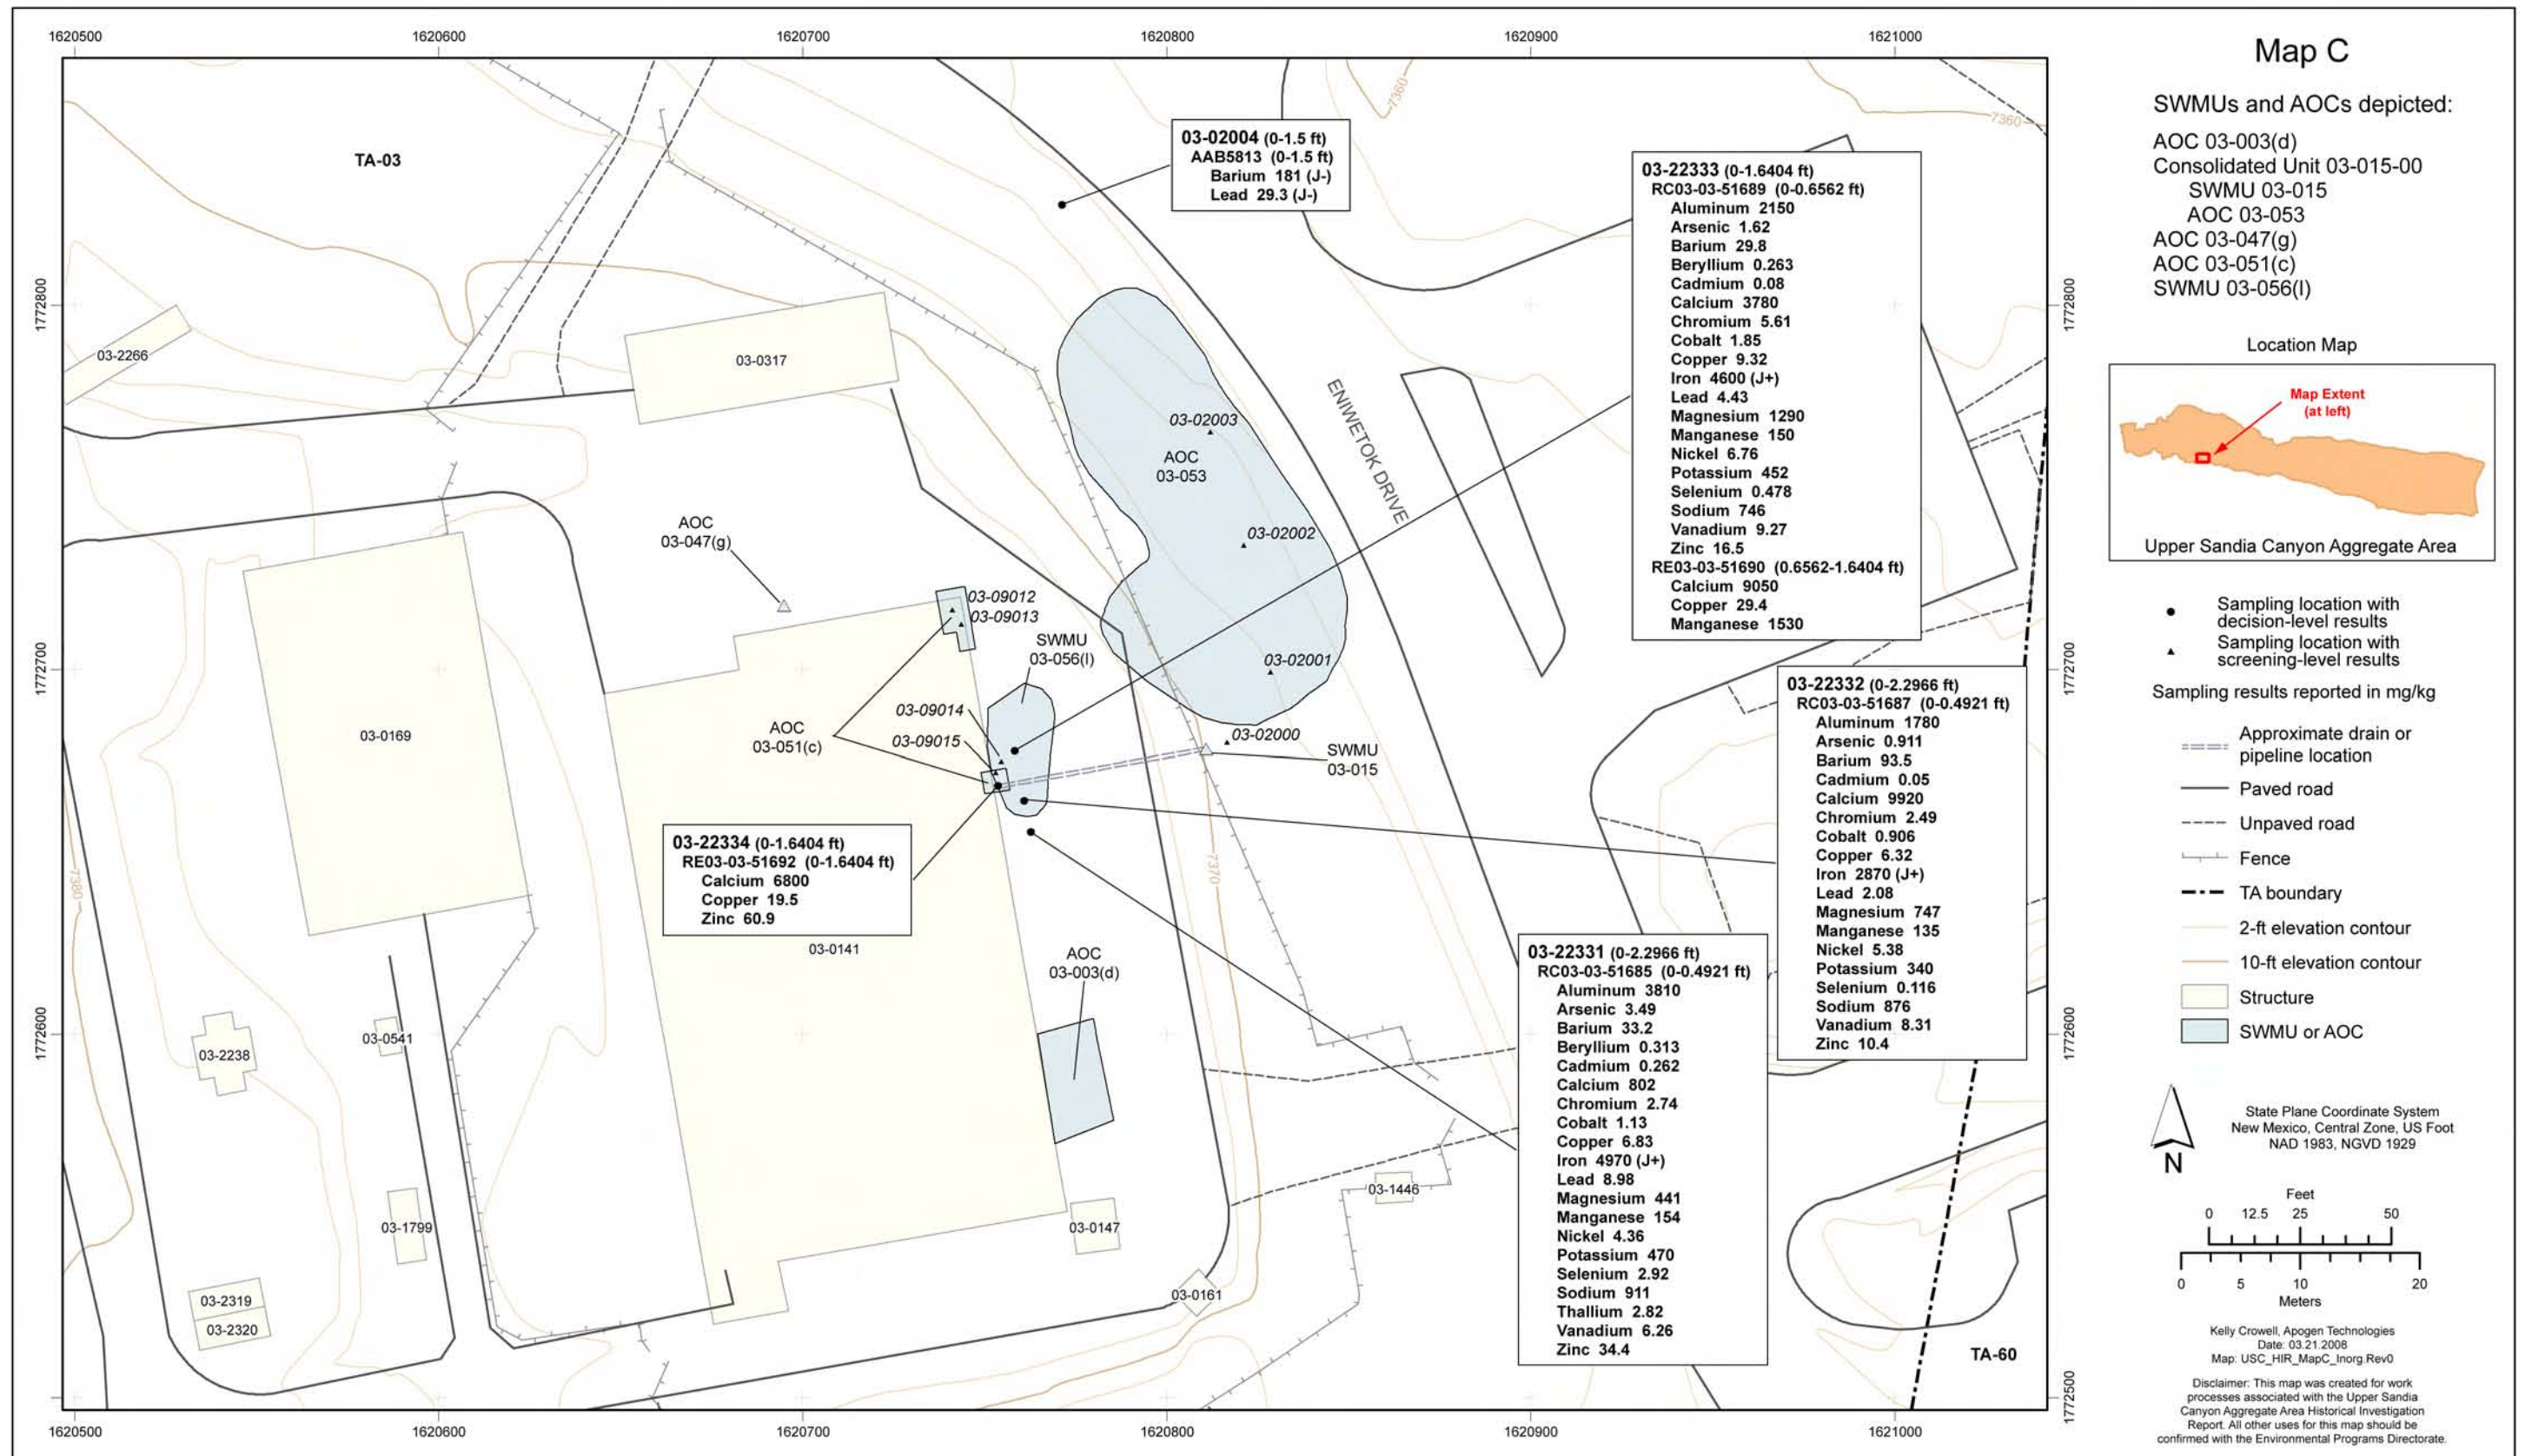 1620500
1620600
1620700
1620800
1620900
1621000
1772800
1772700
1772600
1772800
1772700
1772600
1772500
TA-03
7360
7360
03-02004 (0-1.5 ft)
AAB5813 (0-1.5 ft)
Barium 181 (J-)
Lead 29.3 (J-)
03-22333 (0-1.6404 ft)
RC03-03-51689 (0-0.6562 ft)
Aluminum 2150
Arsenic 1.62
Barium 29.8
Beryllium 0.263
Cadmium 0.08
Calcium 3780
Chromium 5.61
Cobalt 1.85
Copper 9.32
Iron 4600 (J+)
Lead 4.43
Magnesium 1290
Manganese 150
Nickel 6.76
Potassium 452
Selenium 0.478
Sodium 746
Vanadium 9.27
Zinc 16.5
RE03-03-51690 (0.6562-1.6404 ft)
Calcium 9050
Copper 29.4
Manganese 1530
03-2266
03-0317
ENIWETOK DRIVE
03-02003
AOC
03-053
03-02002
03-02001
03-02000
AOC
03-047(g)
03-09012
03-09013
SWMU
03-056(l)
03-09014
03-09015
AOC
03-051(c)
SWMU
03-015
03-0169
7380
7370
03-22334 (0-1.6404 ft)
RE03-03-51692 (0-1.6404 ft)
Calcium 6800
Copper 19.5
Zinc 60.9
03-0141
AOC
03-003(d)
03-22332 (0-2.2966 ft)
RC03-03-51687 (0-0.4921 ft)
Aluminum 1780
Arsenic 0.911
Barium 93.5
Cadmium 0.05
Calcium 9920
Chromium 2.49
Cobalt 0.906
Copper 6.32
Iron 2870 (J+)
Lead 2.08
Magnesium 747
Manganese 135
Nickel 5.38
Potassium 340
Selenium 0.116
Sodium 876
Vanadium 8.31
Zinc 10.4
03-22331 (0-2.2966 ft)
RC03-03-51685 (0-0.4921 ft)
Aluminum 3810
Arsenic 3.49
Barium 33.2
Beryllium 0.313
Cadmium 0.262
Calcium 802
Chromium 2.74
Cobalt 1.13
Copper 6.83
Iron 4970 (J+)
Lead 8.98
Magnesium 441
Manganese 154
Nickel 4.36
Potassium 470
Selenium 2.92
Sodium 911
Thallium 2.82
Vanadium 6.26
Zinc 34.4
03-2238
03-0541
03-1799
03-2319
03-2320
03-0147
03-0161
03-1446
TA-60
1620500
1620600
1620700
1620800
1620900
1621000
Map C
SWMUs and AOCs depicted:
AOC 03-003(d)
Consolidated Unit 03-015-00
SWMU 03-015
AOC 03-053
AOC 03-047(g)
AOC 03-051(c)
SWMU 03-056(l)
Location Map
Map Extent
(at left)
Upper Sandia Canyon Aggregate Area
Sampling location with
decision-level results
Sampling location with
screening-level results
Sampling results reported in mg/kg
Approximate drain or
pipeline location
Paved road
Unpaved road
Fence
TA boundary
2-ft elevation contour
10-ft elevation contour
Structure
SWMU or AOC
N
State Plane Coordinate System
New Mexico, Central Zone, US Foot
NAD 1983, NGVD 1929
Feet
0 12.5 25 50
0 5 10 20
Meters
Kelly Crowell, Apogen Technologies
Date: 03.21.2008
Map: USC_HIR_MapC_Inorg.Rev0
Disclaimer: This map was created for work
processes associated with the Upper Sandia
Canyon Aggregate Area Historical Investigation
Report. All other uses for this map should be
confirmed with the Environmental Programs Directorate.